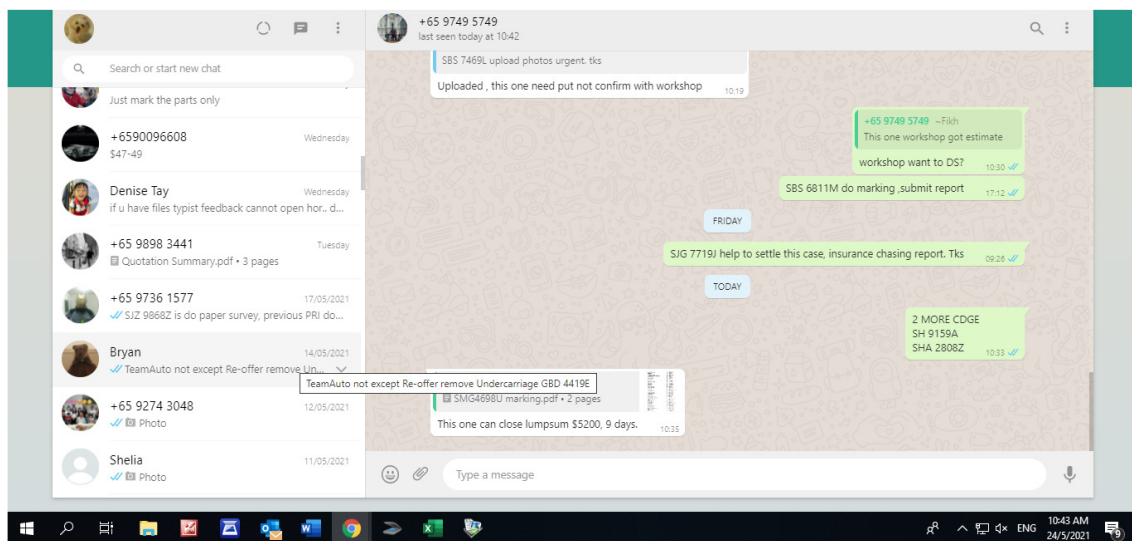 Search or start new chat
Just mark the parts only
+6590096608
Wednesday
$47-49
Denise Tay
Wednesday
if u have files typist feedback cannot open hor.. d...
+65 9898 3441
Tuesday
Quotation Summary.pdf • 3 pages
+65 9736 1577
17/05/2021
SJZ 9868Z is do paper survey, previous PRI do...
Bryan
14/05/2021
TeamAuto not except Re-offer remove Un...
TeamAuto not except Re-offer remove Undercarriage GBD 4419E
+65 9274 3048
12/05/2021
Photo
Shelia
11/05/2021
Photo
+65 9749 5749
last seen today at 10:42
SBS 7469L upload photos urgent. tks
Uploaded , this one need put not confirm with workshop
10:19
+65 9749 5749 ~Fikh
This one workshop got estimate
workshop want to DS?
10:30
SBS 6811M do marking ,submit report
17:12
FRIDAY
SJG 7719J help to settle this case, insurance chasing report. Tks
09:26
TODAY
2 MORE CDGE
SH 9159A
SHA 2808Z
10:33
SMG4698U marking.pdf • 2 pages
This one can close lumpsum $5200, 9 days.
10:35
Type a message
ENG
10:43 AM
24/5/2021
9